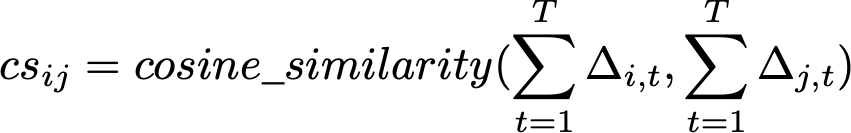 cs_{ij} = cosine\_similarity(\sum_{t=1}^{T} \Delta_{i,t}, \sum_{t=1}^{T} \Delta_{j,t})